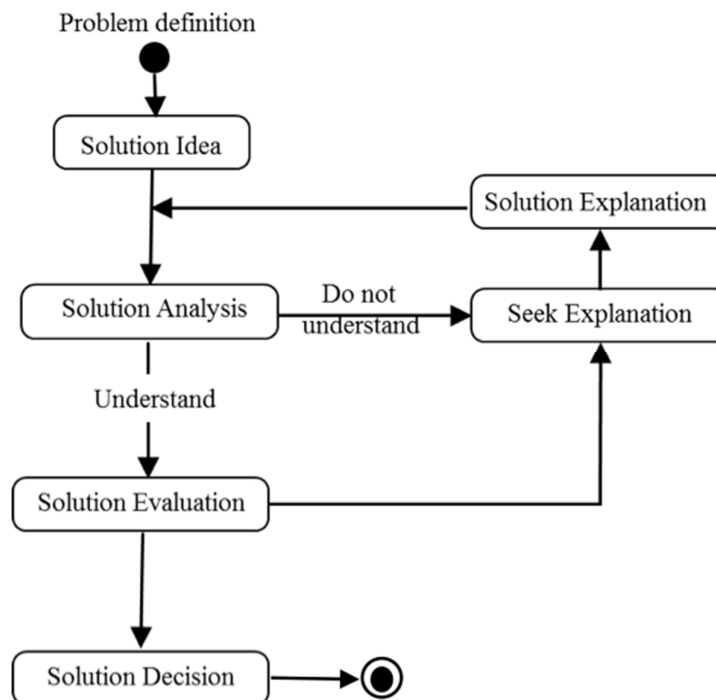 Problem definition
Solution Idea
Solution Explanation
Solution Analysis
Do not
understand
Seek Explanation
Understand
Solution Evaluation
Solution Decision